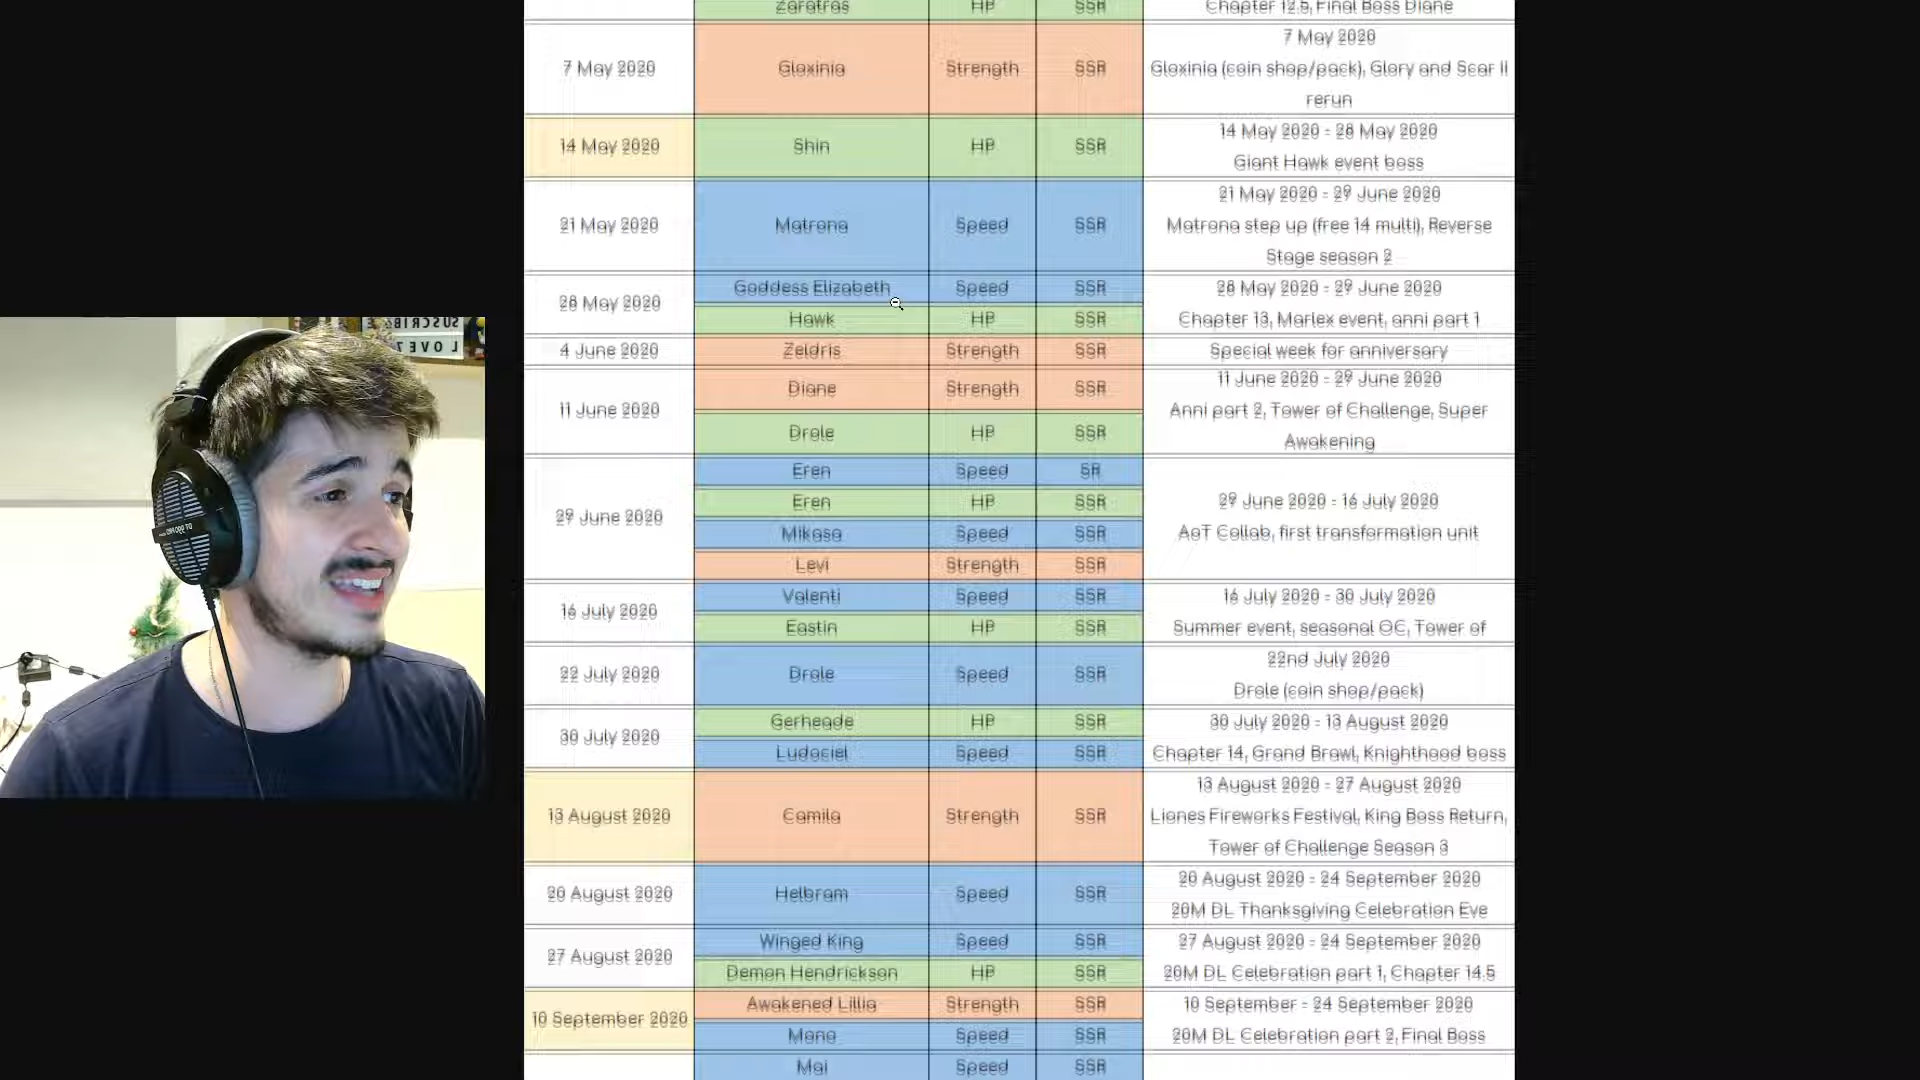 Zaratras HP SSR Chapter 12.5, Final Boss Diane
7 May 2020 Gloxinia Strength SSR 7 May 2020
Gloxinia (coin shop/pack), Glory and Scar II
rerun
14 May 2020 Shin HP SSR 14 May 2020 - 28 May 2020
Giant Hawk event boss
21 May 2020 Matrona Speed SSR 21 May 2020 - 29 June 2020
Matrona step up (free 14 multi), Reverse
Stage season 2
28 May 2020 Goddess Elizabeth Speed SSR 28 May 2020 - 29 June 2020
Hawk HP SSR Chapter 13, Marlex event, anni part 1
4 June 2020 Zeldris Strength SSR Special week for anniversary
11 June 2020 Diane Strength SSR 11 June 2020 - 29 June 2020
Anni part 2, Tower of Challenge, Super
Drole HP SSR Awakening
29 June 2020 Eren Speed SR
Eren HP SSR 29 June 2020 - 16 July 2020
Mikasa Speed SSR AoT Collab, first transformation unit
Levi Strength SSR
16 July 2020 Valenti Speed SSR 16 July 2020 - 30 July 2020
Eastin HP SSR Summer event, seasonal OC, Tower of
22 July 2020 Drole Speed SSR 22nd July 2020
Drole (coin shop/pack)
30 July 2020 Gerheade HP SSR 30 July 2020 - 13 August 2020
Ludociel Speed SSR Chapter 14, Grand Brawl, Knighthood boss
13 August 2020 Camila Strength SSR 13 August 2020 - 27 August 2020
Liones Fireworks Festival, King Boss Return,
Tower of Challenge Season 3
20 August 2020 Helbram Speed SSR 20 August 2020 - 24 September 2020
20M DL Thanksgiving Celebration Eve
27 August 2020 Winged King Speed SSR 27 August 2020 - 24 September 2020
Demon Hendrickson HP SSR 20M DL Celebration part 1, Chapter 14.5
10 September 2020 Awakened Lillia Strength SSR 10 September - 24 September 2020
Mono Speed SSR 20M DL Celebration part 2, Final Boss
Mai Speed SSR
SUBSCRIBE
LOVE7
DT 990 PRO